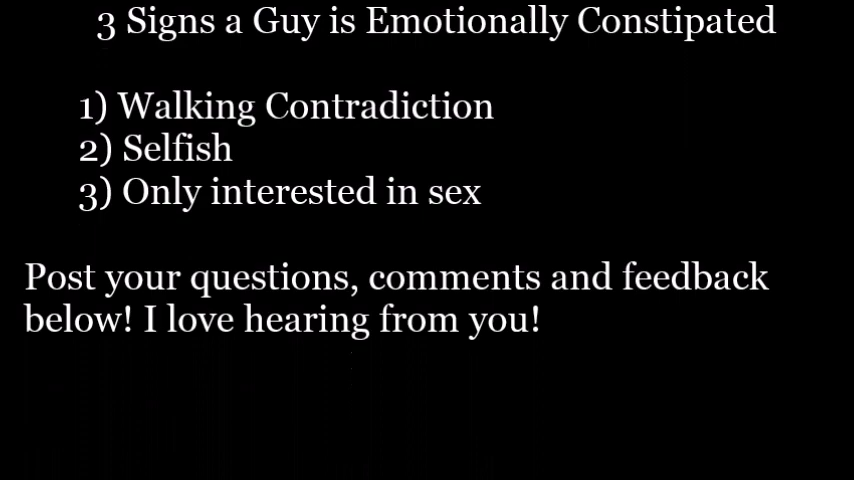 3 Signs a Guy is Emotionally Constipated
1) Walking Contradiction
2) Selfish
3) Only interested in sex
Post your questions, comments and feedback
below! I love hearing from you!